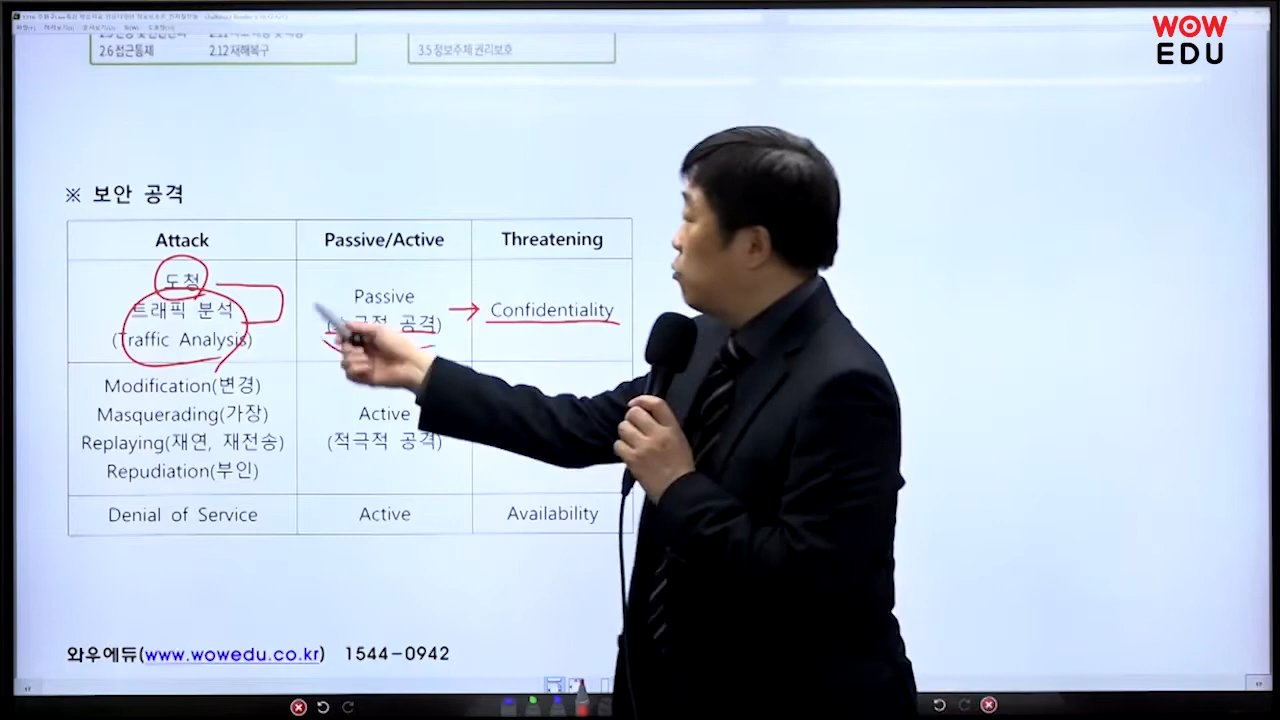 WOW
EDU
2.6 접근통제 2.12 재해복구
3.5 정보주체 권리보호
※ 보안 공격
Attack Passive/Active Threatening
도청
트래픽 분석
(Traffic Analysis)
Passive
공격)
Confidentiality
Modification(변경)
Masquerading(가장)
Replaying(재연, 재전송)
Repudiation(부인)
Active
(적극적 공격)
Denial of Service Active Availability
와우에듀(www.wowedu.co.kr) 1544-0942